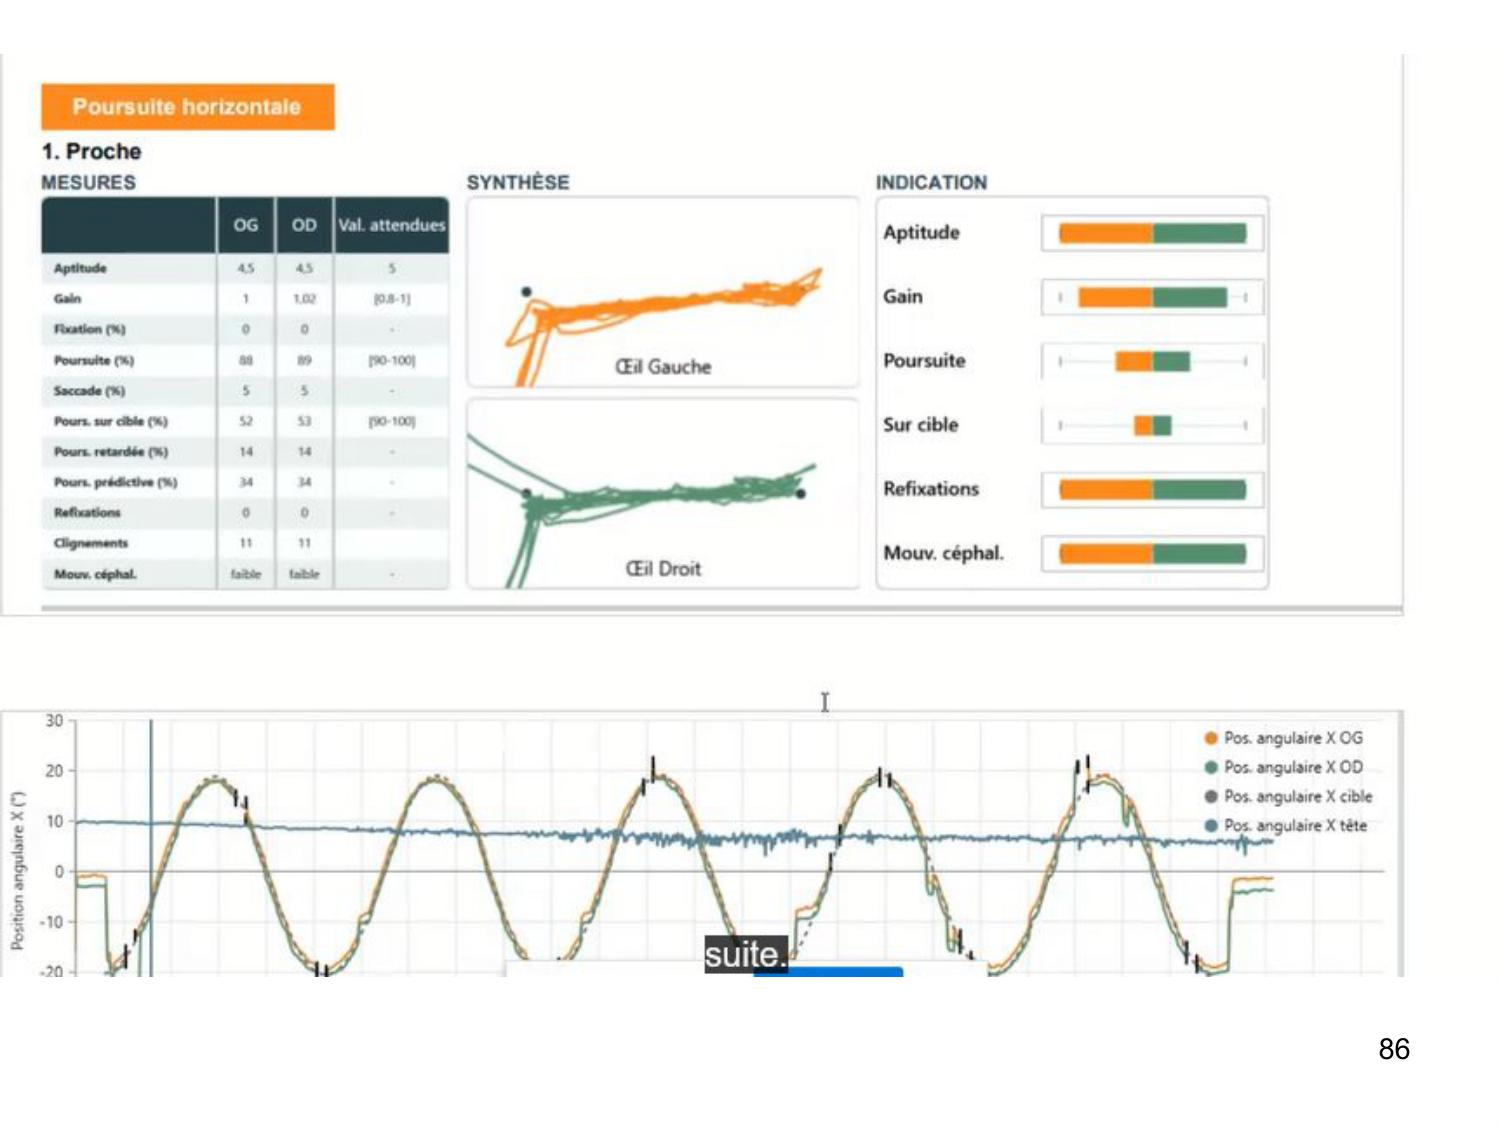 Poursuite horizontale
1. Proche
MESURES
OG OD Val. attendues
Aptitude 4,5 4,5 5
Gain 1 1,02 [0.8-1]
Fixation (%) 0 0 -
Poursuite (%) 88 89 [90-100]
Saccade (%) 5 5 -
Pours. sur cible (%) 52 53 [90-100]
Pours. retardée (%) 14 14 -
Pours. prédictive (%) 34 34 -
Refixations 0 0 -
Clignements 11 11
Mouv. céphal. faible faible -
SYNTHÈSE
Œil Gauche
Œil Droit
INDICATION
Aptitude
Gain
Poursuite
Sur cible
Refixations
Mouv. céphal.
Position angulaire X (°)
30
20
10
0
-10
-20
Pos. angulaire X OG
Pos. angulaire X OD
Pos. angulaire X cible
Pos. angulaire X tête
suite.
86